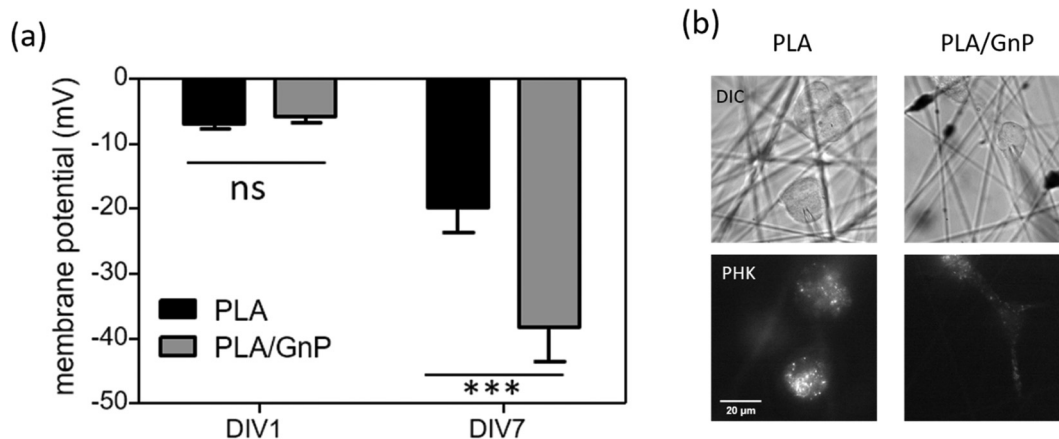 (a)
membrane potential (mV)
0
-10
-20
-30
-40
-50
ns
***
PLA
PLA/GnP
DIV1
DIV7
(b)
PLA
PLA/GnP
DIC
PHK
20 µm